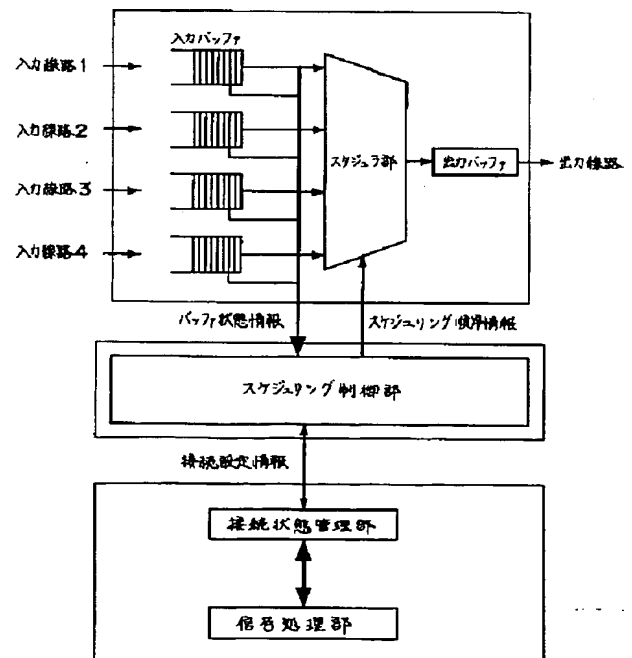 入力バッファ
入力線路1
入力線路2
入力線路3
入力線路4
スケジュラ部
出力バッファ
出力線路
バッファ状態情報
スケジュリング順序情報
スケジュリング制御部
接続設定情報
接続状態管理部
信号処理部